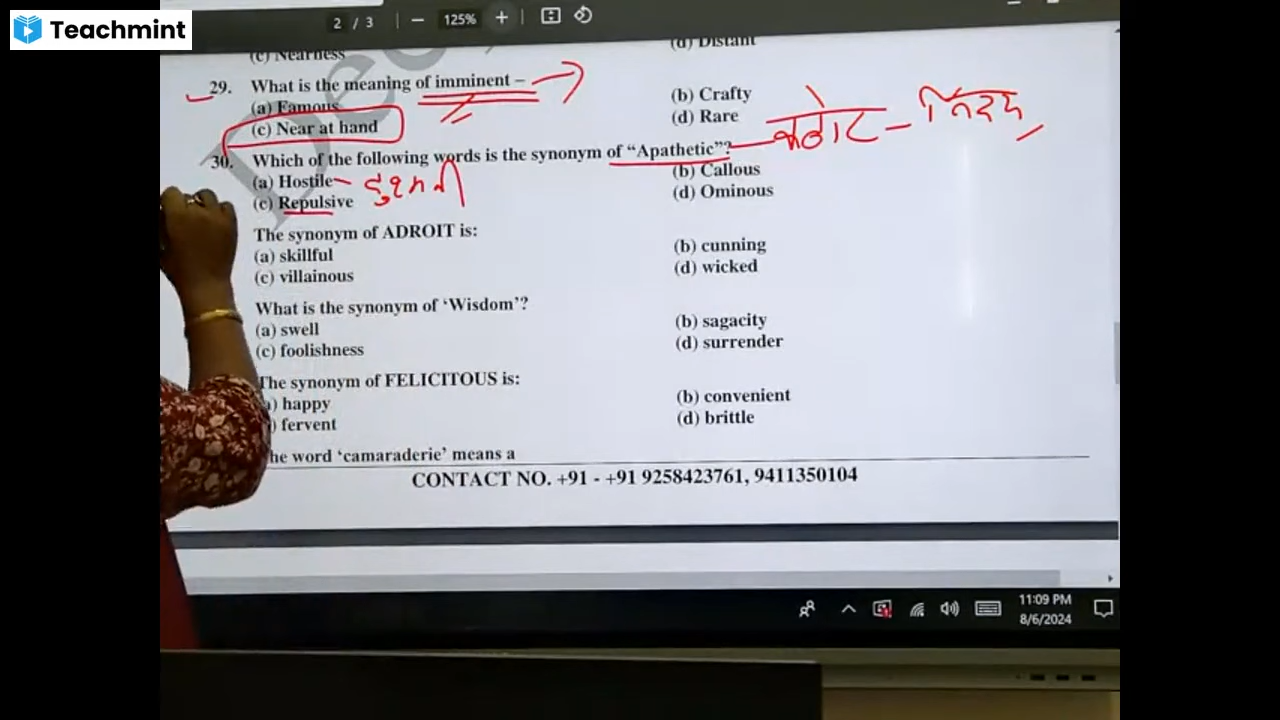 Teachmint
2 / 3 125%
(c) Nearness (d) Distant
29. What is the meaning of imminent –
(a) Famous (b) Crafty
(c) Near at hand (d) Rare
30. Which of the following words is the synonym of “Apathetic”? कठोर – निर्दय
(a) Hostile – दुश्मनी (b) Callous
(c) Repulsive (d) Ominous
The synonym of ADROIT is:
(a) skillful (b) cunning
(c) villainous (d) wicked
What is the synonym of ‘Wisdom’?
(a) swell (b) sagacity
(c) foolishness (d) surrender
The synonym of FELICITOUS is:
) happy (b) convenient
) fervent (d) brittle
he word ‘camaraderie’ means a
CONTACT NO. +91 - +91 9258423761, 9411350104
11:09 PM
8/6/2024